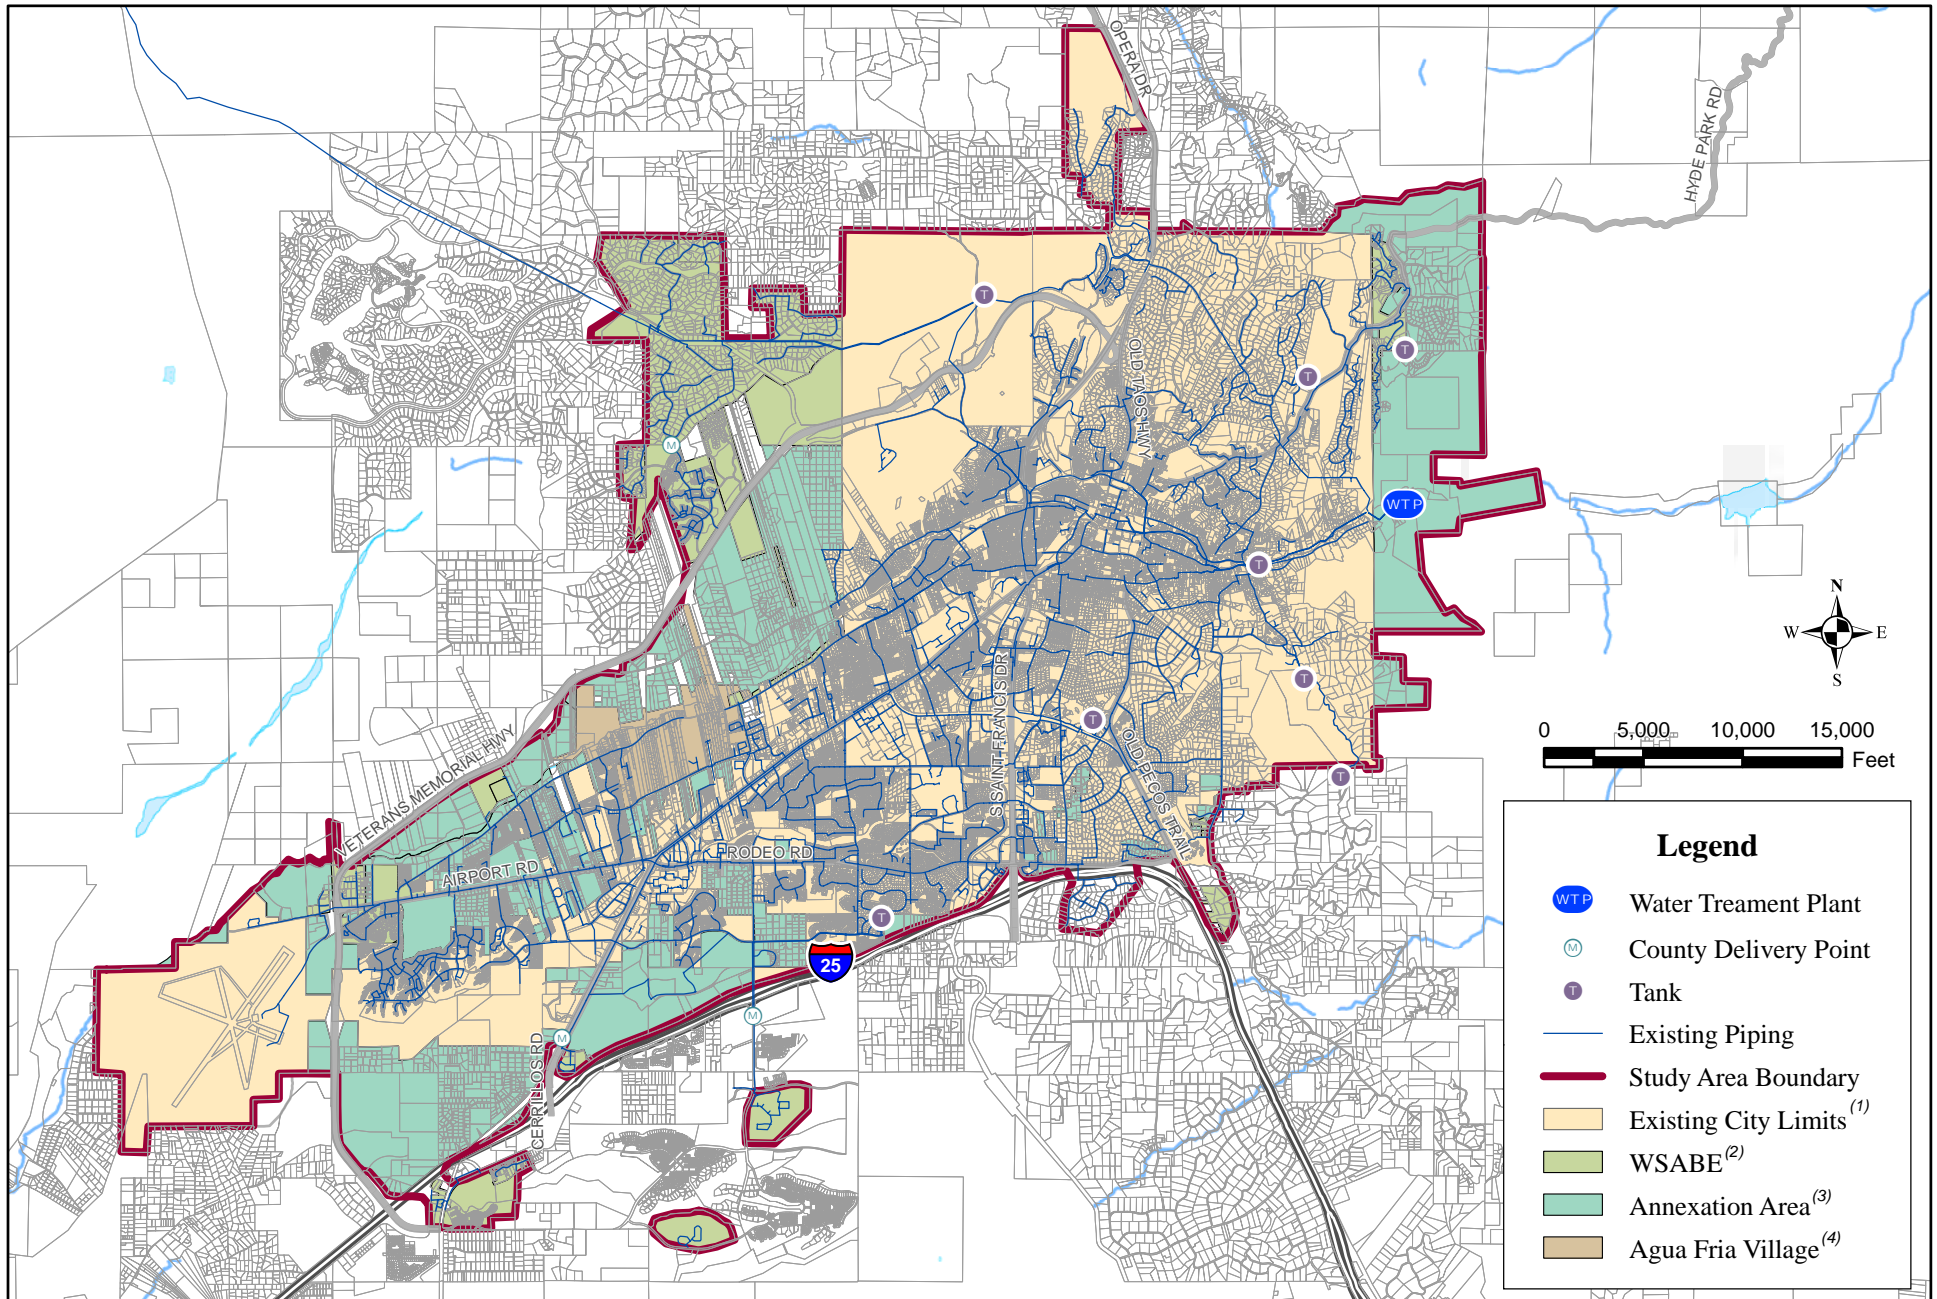 OPERA DR
HYDE PARK RD
T
T
T
OLD TAOS HWY
M
WTP
T
N
W E
S
T
S SAINT FRANCIS DR
T
OLD PECOS TRAIL
T
0 5,000 10,000 15,000
Feet
VETERANS MEMORIAL HWY
RODEO RD
AIRPORT RD
T
25
M
M
CERRILLOS RD
Legend
WTP Water Treament Plant
M County Delivery Point
T Tank
Existing Piping
Study Area Boundary
Existing City Limits(1)
WSABE(2)
Annexation Area(3)
Agua Fria Village(4)